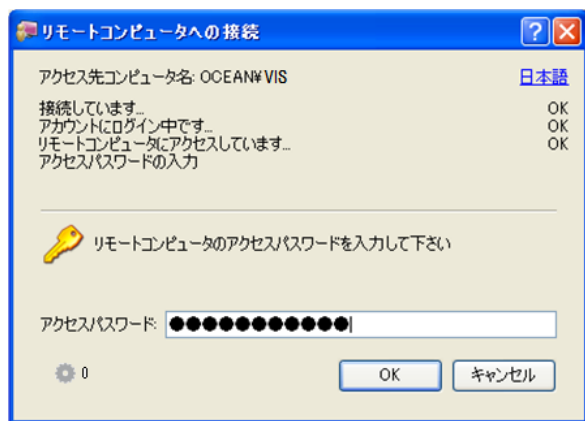 リモートコンピュータへの接続
アクセス先コンピュータ名: OCEAN¥VIS 日本語
接続しています... OK
アカウントにログイン中です... OK
リモートコンピュータにアクセスしています... OK
アクセスパスワードの入力
リモートコンピュータのアクセスパスワードを入力して下さい
アクセスパスワード: ●●●●●●●●●●●
0 OK キャンセル